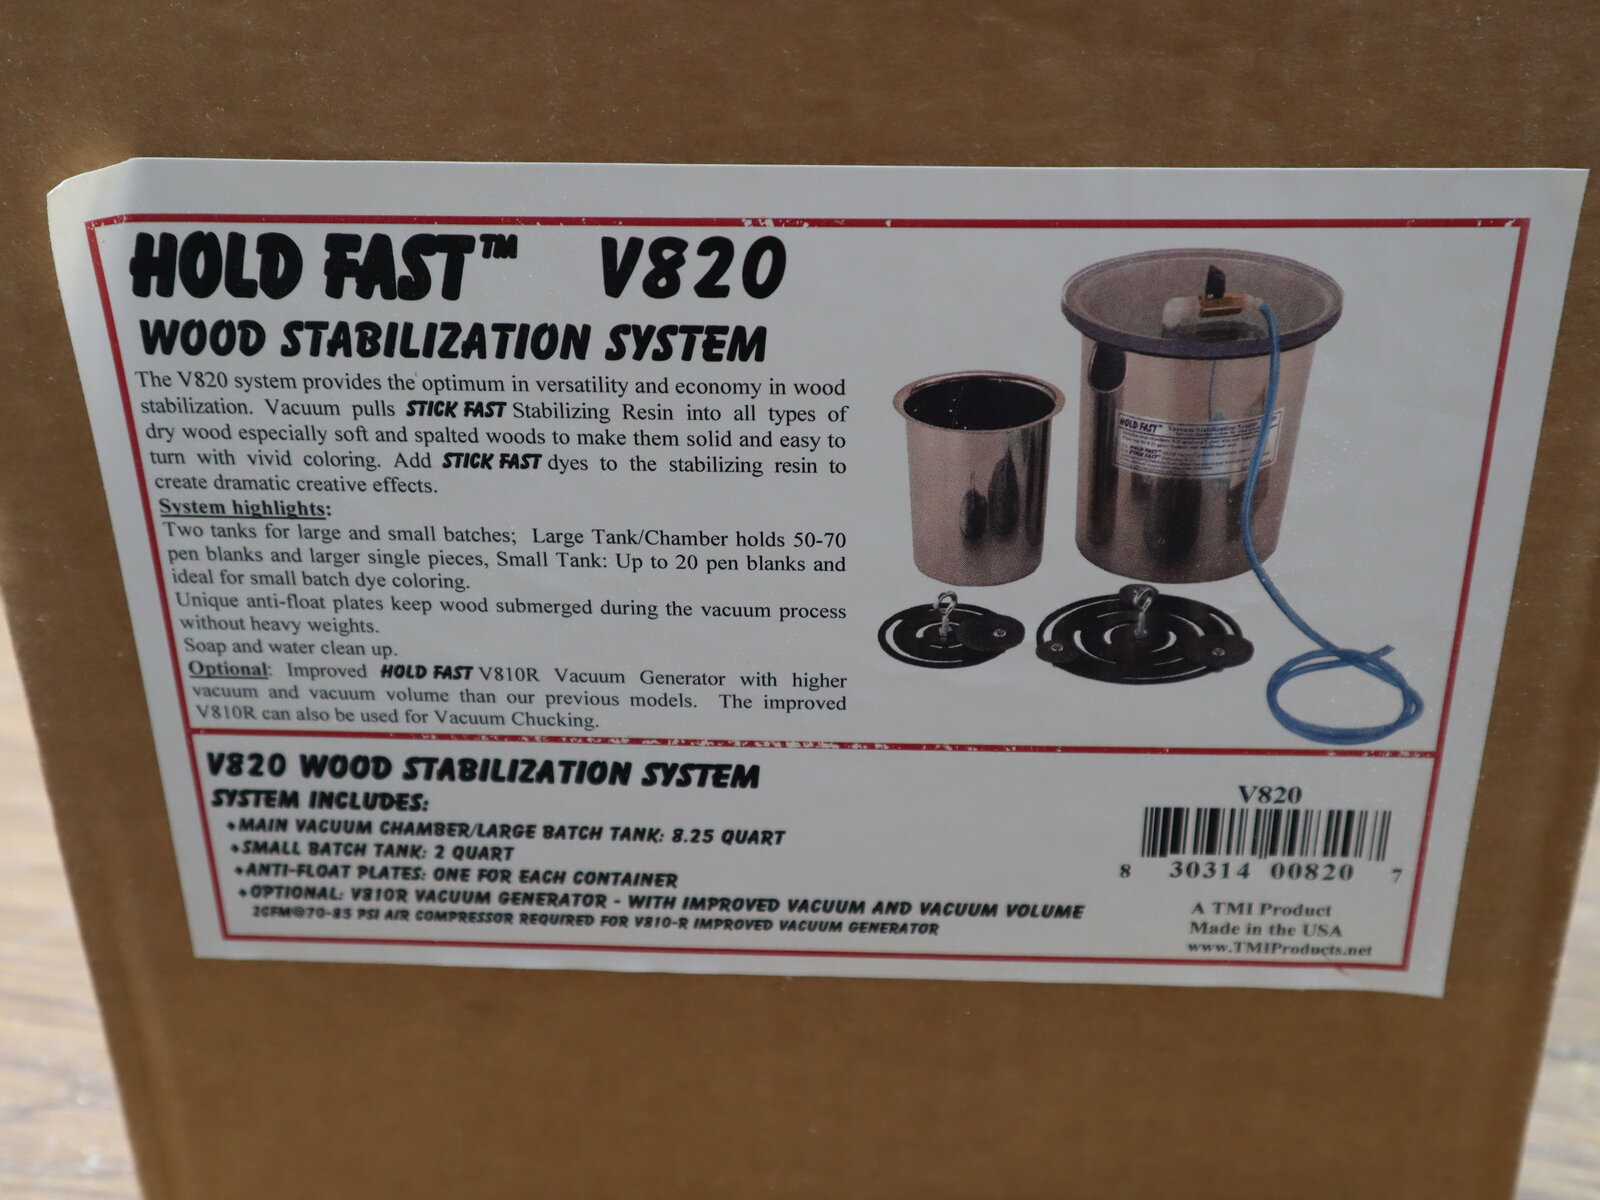 HOLD FAST™ V820
WOOD STABILIZATION SYSTEM
The V820 system provides the optimum in versatility and economy in wood
stabilization. Vacuum pulls STICK FAST Stabilizing Resin into all types of
dry wood especially soft and spalted woods to make them solid and easy to
turn with vivid coloring. Add STICK FAST dyes to the stabilizing resin to
create dramatic creative effects.
System highlights:
Two tanks for large and small batches; Large Tank/Chamber holds 50-70
pen blanks and larger single pieces, Small Tank: Up to 20 pen blanks and
ideal for small batch dye coloring.
Unique anti-float plates keep wood submerged during the vacuum process
without heavy weights.
Soap and water clean up.
Optional: Improved HOLD FAST V810R Vacuum Generator with higher
vacuum and vacuum volume than our previous models. The improved
V810R can also be used for Vacuum Chucking.
HOLD FAST™ Vacuum Stabilization System
V820 WOOD STABILIZATION SYSTEM
SYSTEM INCLUDES:
•MAIN VACUUM CHAMBER/LARGE BATCH TANK: 8.25 QUART
•SMALL BATCH TANK: 2 QUART
•ANTI-FLOAT PLATES: ONE FOR EACH CONTAINER
•OPTIONAL: V810R VACUUM GENERATOR - WITH IMPROVED VACUUM AND VACUUM VOLUME
2CFM@70-85 PSI AIR COMPRESSOR REQUIRED FOR V810-R IMPROVED VACUUM GENERATOR
V820
8 30314 00820 7
A TMI Product
Made in the USA
www.TMIProducts.net